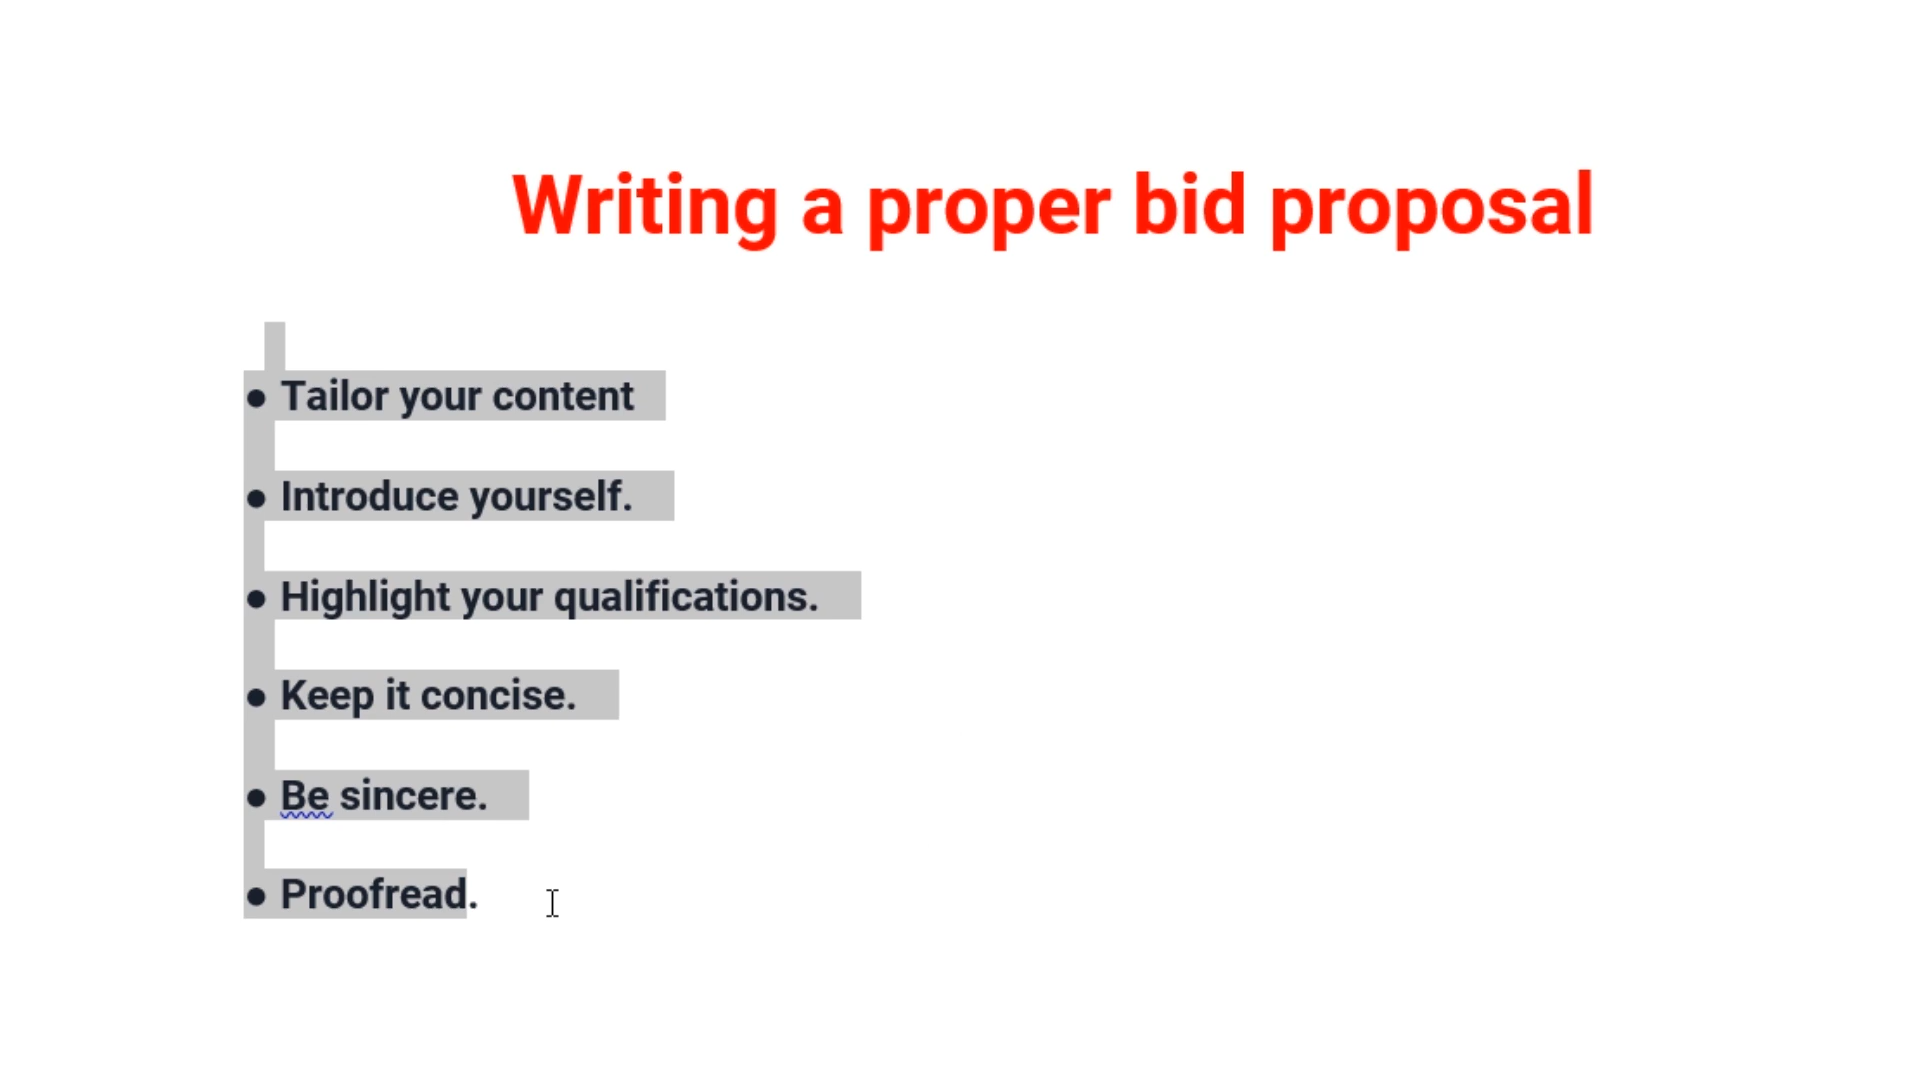 Writing a proper bid proposal
● Tailor your content
● Introduce yourself.
● Highlight your qualifications.
● Keep it concise.
● Be sincere.
● Proofread.